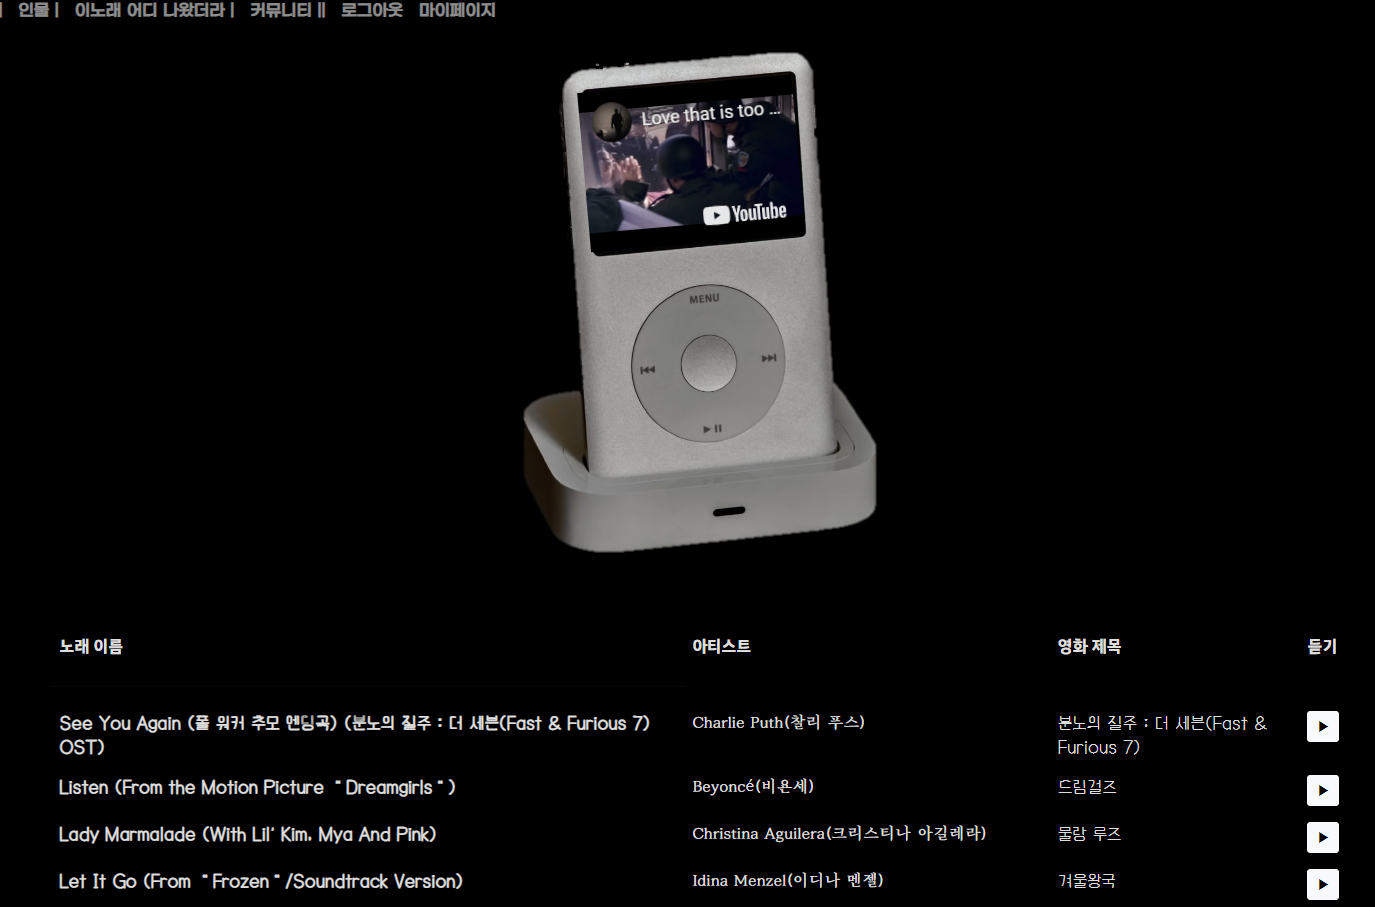 | 인물 | 이노래 어디 나왔더라 | 커뮤니티 || 로그아웃 마이페이지
Love that is too ...
YouTube
MENU
노래 이름 아티스트 영화 제목 듣기
See You Again (폴 워커 추모 엔딩곡) (분노의 질주 : 더 세븐(Fast & Furious 7)
OST)
Charlie Puth(찰리 푸스)
분노의 질주 : 더 세븐(Fast &
Furious 7)
Listen (From the Motion Picture "Dreamgirls") Beyoncé(비욘세) 드림걸즈
Lady Marmalade (With Lil' Kim, Mya And Pink) Christina Aguilera(크리스티나 아길레라) 물랑 루즈
Let It Go (From "Frozen"/Soundtrack Version) Idina Menzel(이디나 멘젤) 겨울왕국